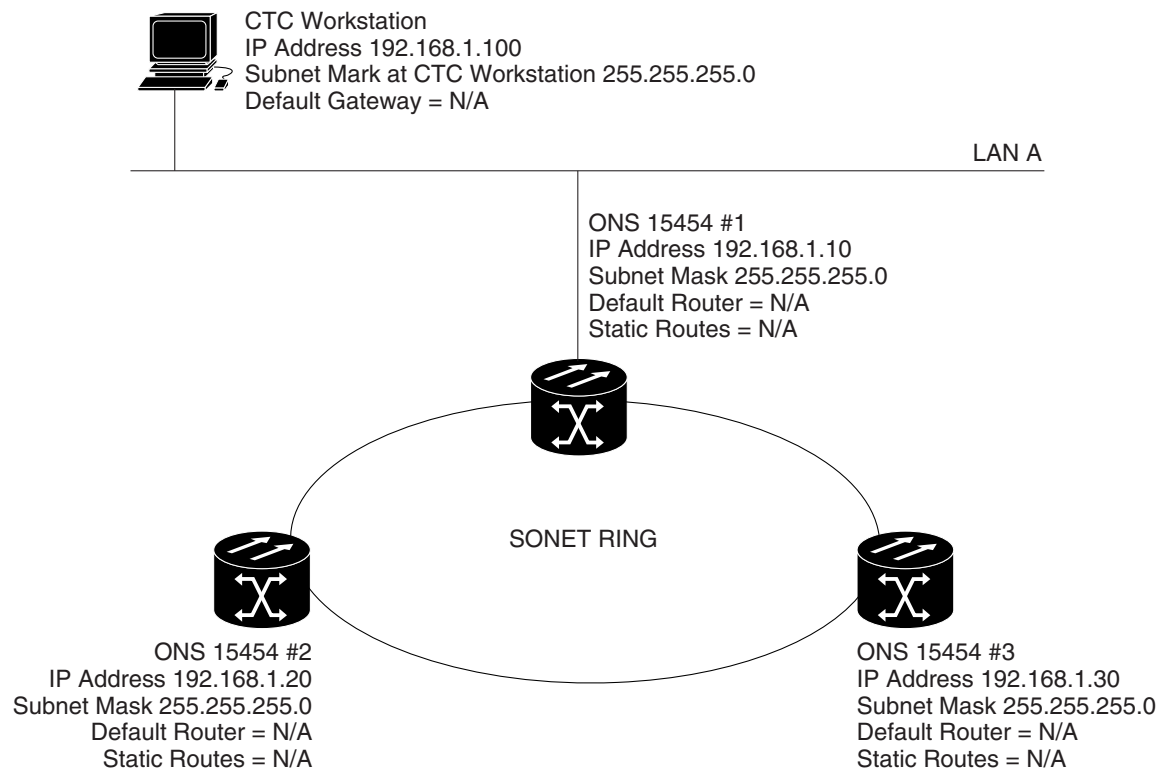 CTC Workstation
IP Address 192.168.1.100
Subnet Mark at CTC Workstation 255.255.255.0
Default Gateway = N/A
LAN A
ONS 15454 #1
IP Address 192.168.1.10
Subnet Mask 255.255.255.0
Default Router = N/A
Static Routes = N/A
SONET RING
ONS 15454 #2
IP Address 192.168.1.20
Subnet Mask 255.255.255.0
Default Router = N/A
Static Routes = N/A
ONS 15454 #3
IP Address 192.168.1.30
Subnet Mask 255.255.255.0
Default Router = N/A
Static Routes = N/A